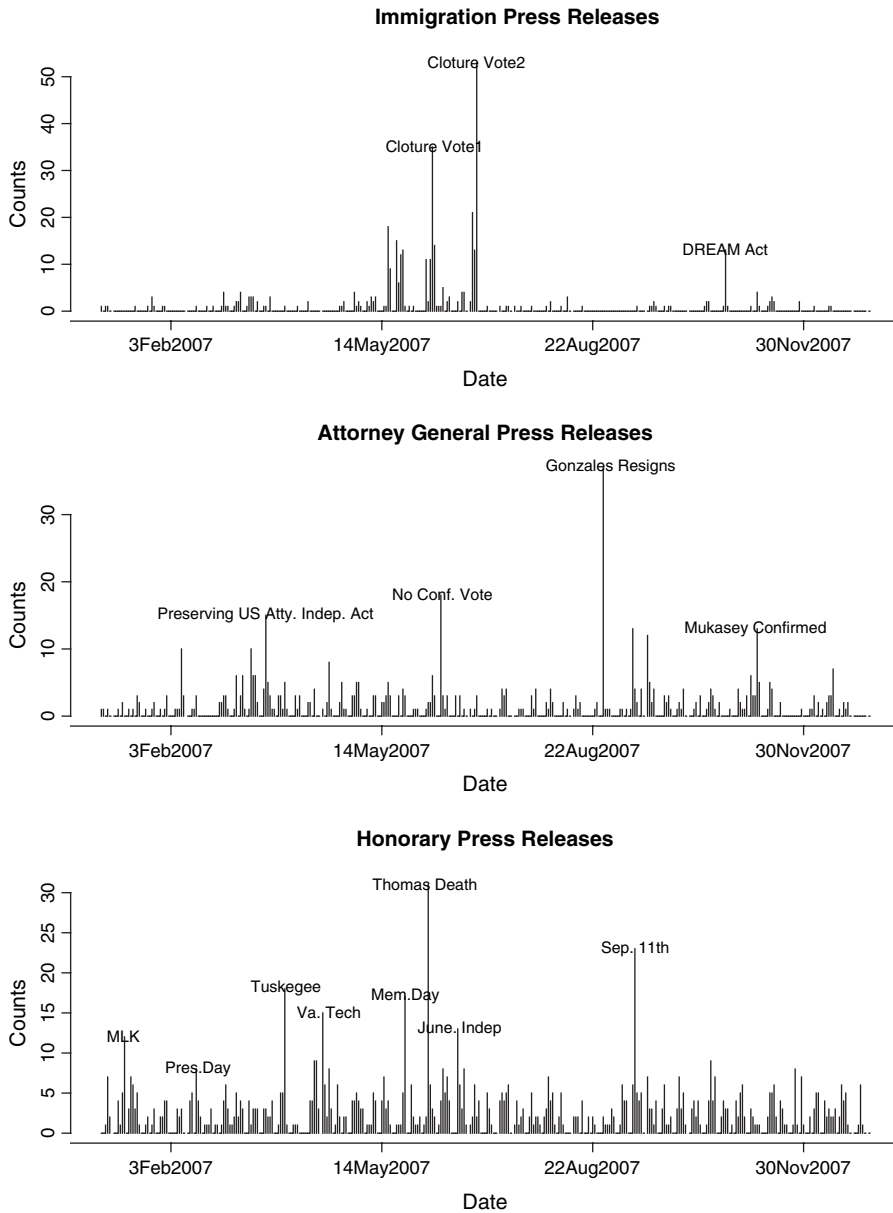 Immigration Press Releases
Cloture Vote2
Cloture Vote1
DREAM Act
Counts
0 10 20 30 40 50
3Feb2007 14May2007 22Aug2007 30Nov2007
Date
Attorney General Press Releases
Gonzales Resigns
No Conf. Vote
Preserving US Atty. Indep. Act
Mukasey Confirmed
Counts
0 10 20 30
3Feb2007 14May2007 22Aug2007 30Nov2007
Date
Honorary Press Releases
Thomas Death
Sep. 11th
Tuskegee
Mem.Day
Va. Tech
June. Indep
MLK
Pres.Day
Counts
0 5 10 15 20 25 30
3Feb2007 14May2007 22Aug2007 30Nov2007
Date